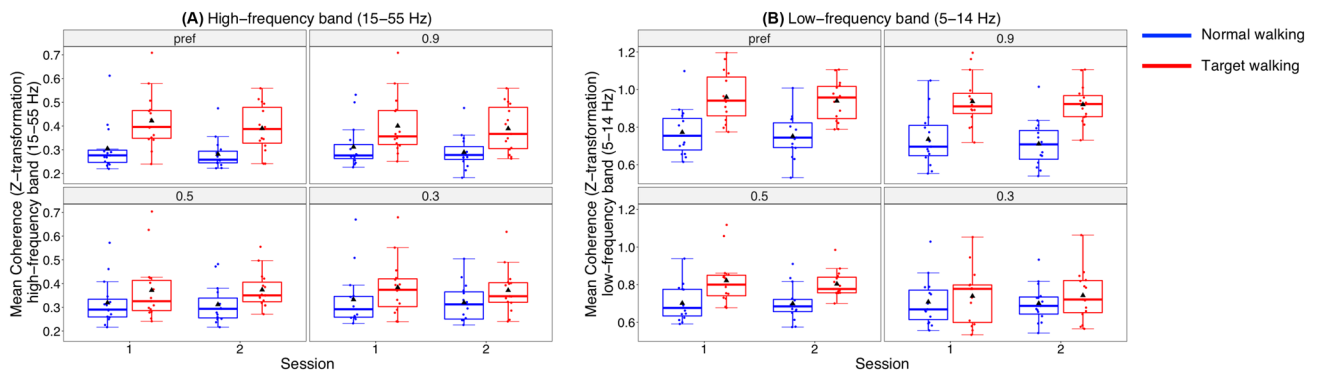 (A) High−frequency band (15−55 Hz)
pref
0.9
0.7
0.6
0.5
0.4
0.3
0.2
0.5
0.3
0.7
0.6
0.5
0.4
0.3
0.2
Mean Coherence (Z−transformation)
high−frequency band (15−55 Hz)
1
2
1
2
Session
(B) Low−frequency band (5−14 Hz)
pref
0.9
1.2
1.0
0.8
0.6
0.5
0.3
1.2
1.0
0.8
0.6
Mean Coherence (Z−transformation)
low−frequency band (5−14 Hz)
1
2
1
2
Session
Normal walking
Target walking